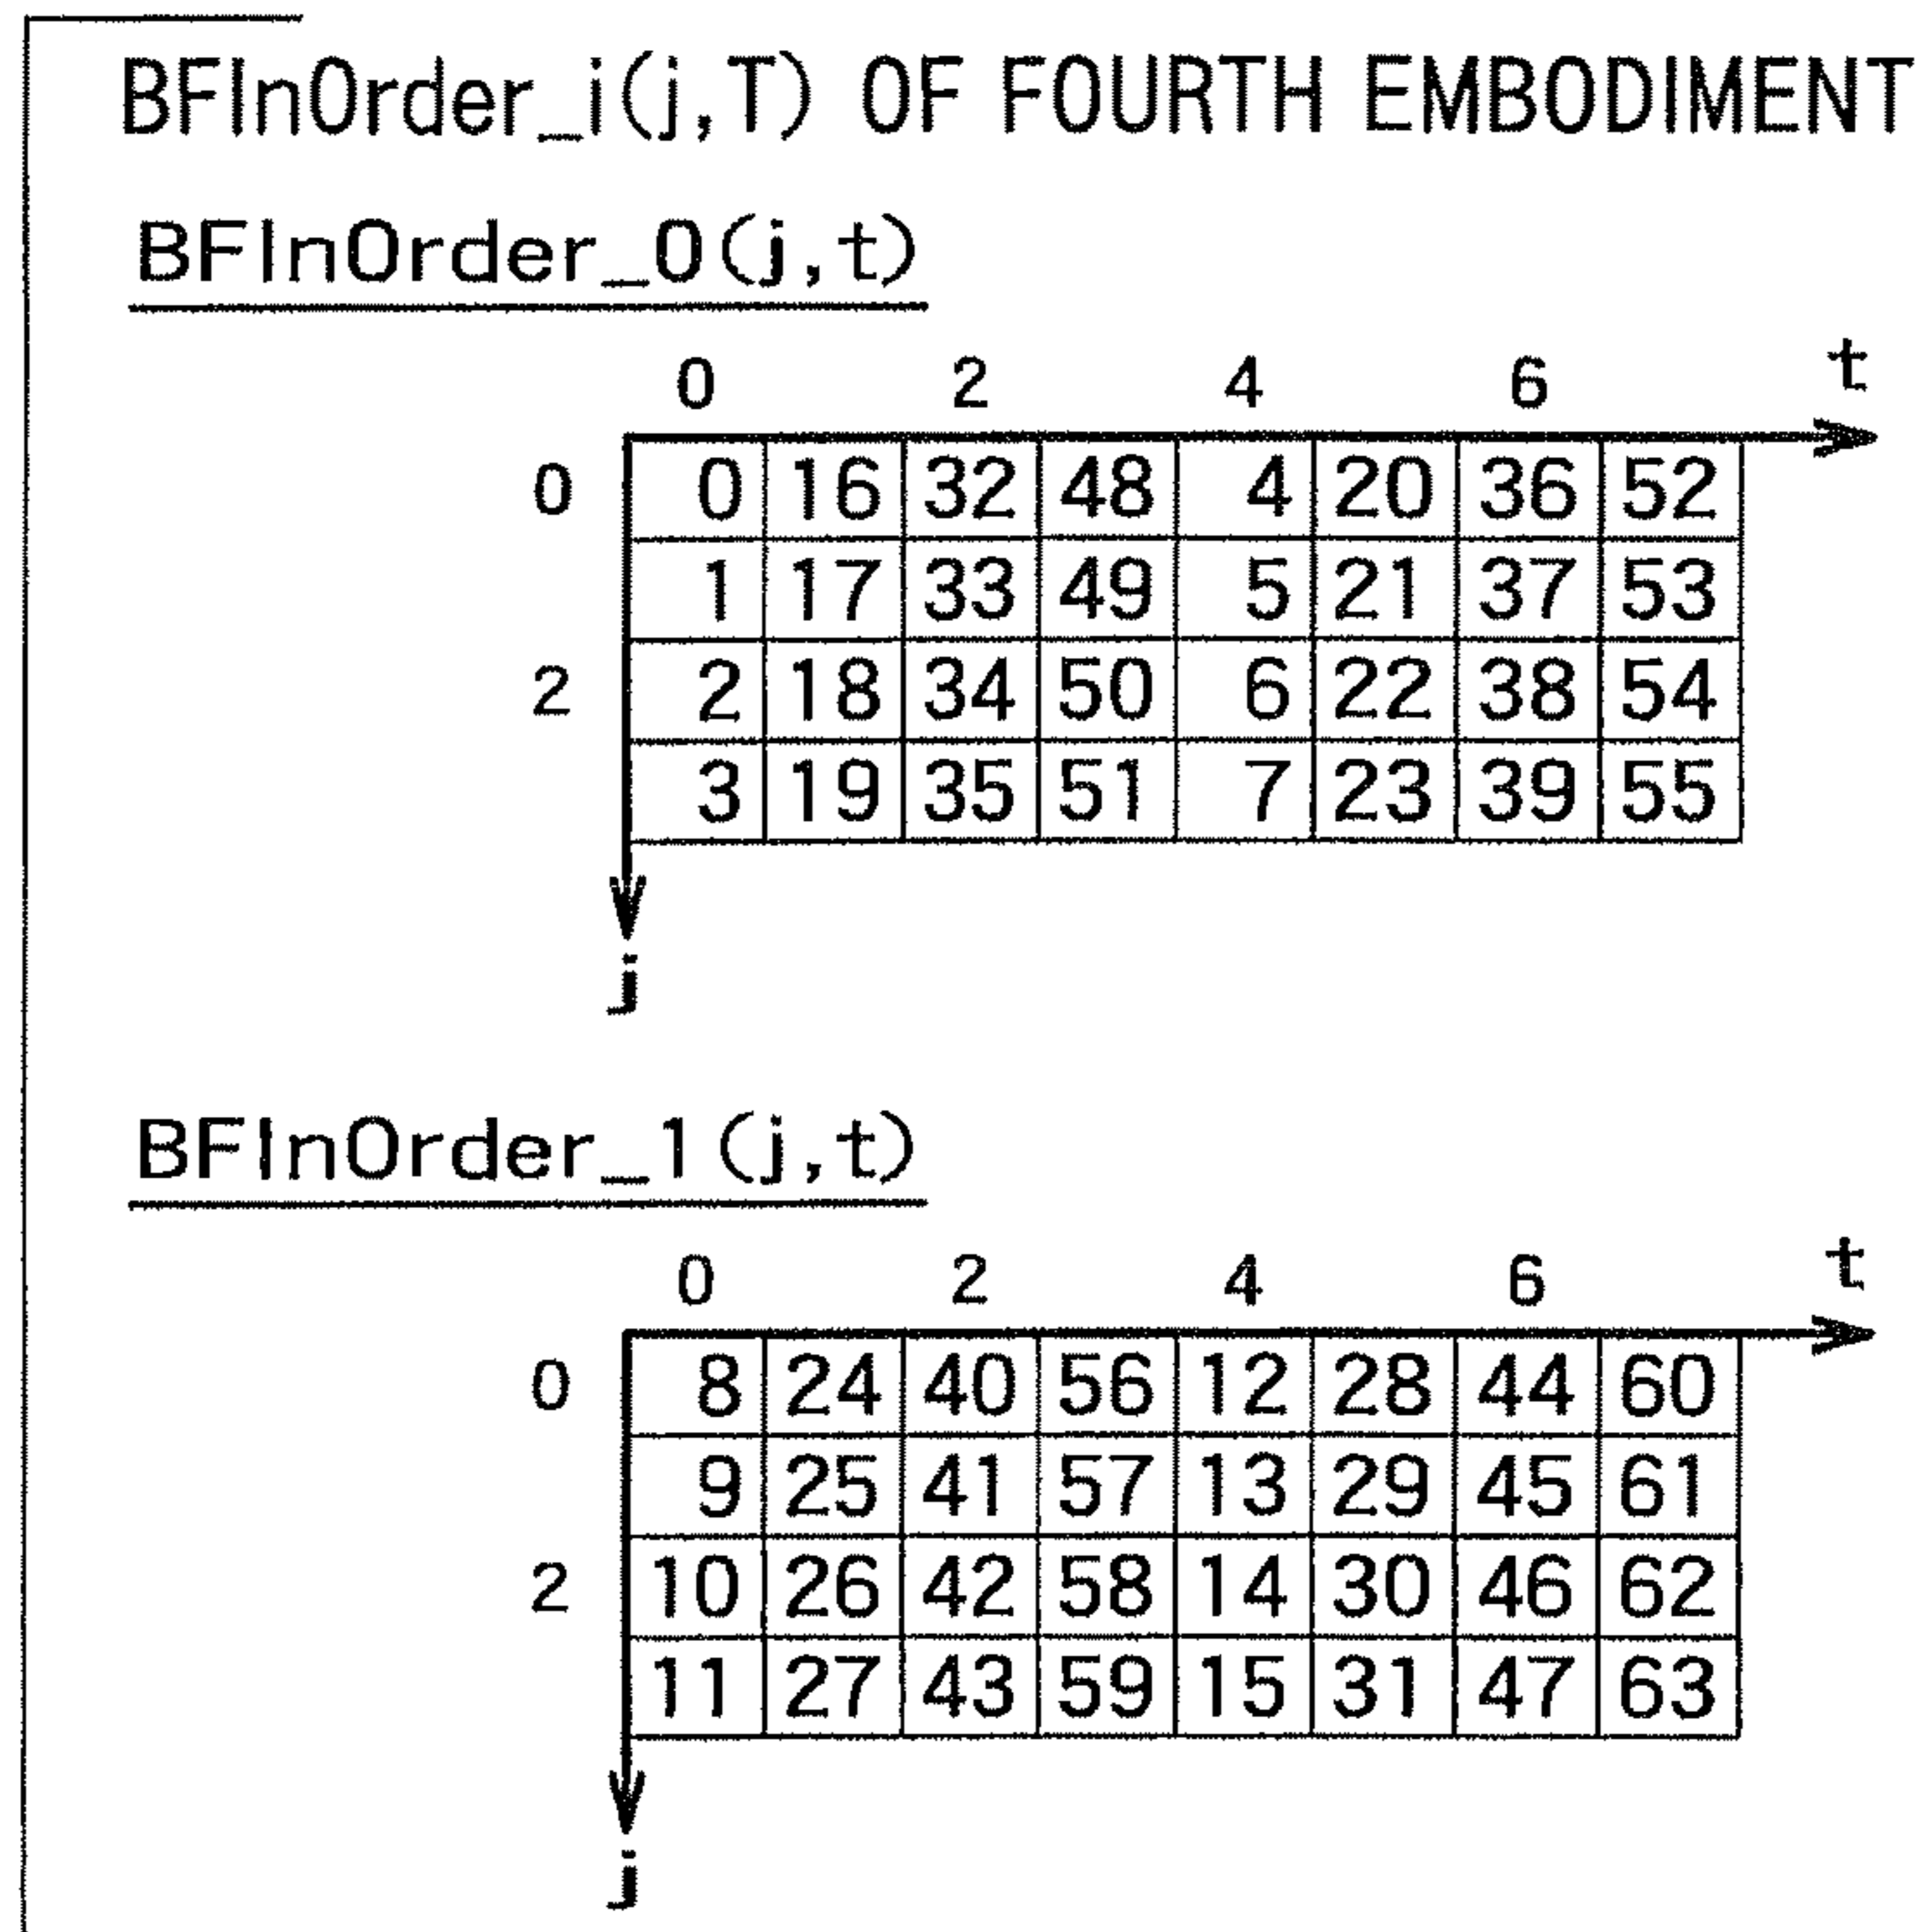 BFInOrder_i(j,T) OF FOURTH EMBODIMENT
BFInOrder_0(j,t)
0 2 4 6 t
0 0 16 32 48 4 20 36 52
1 17 33 49 5 21 37 53
2 2 18 34 50 6 22 38 54
3 19 35 51 7 23 39 55
j
BFInOrder_1(j,t)
0 2 4 6 t
0 8 24 40 56 12 28 44 60
9 25 41 57 13 29 45 61
2 10 26 42 58 14 30 46 62
11 27 43 59 15 31 47 63
j